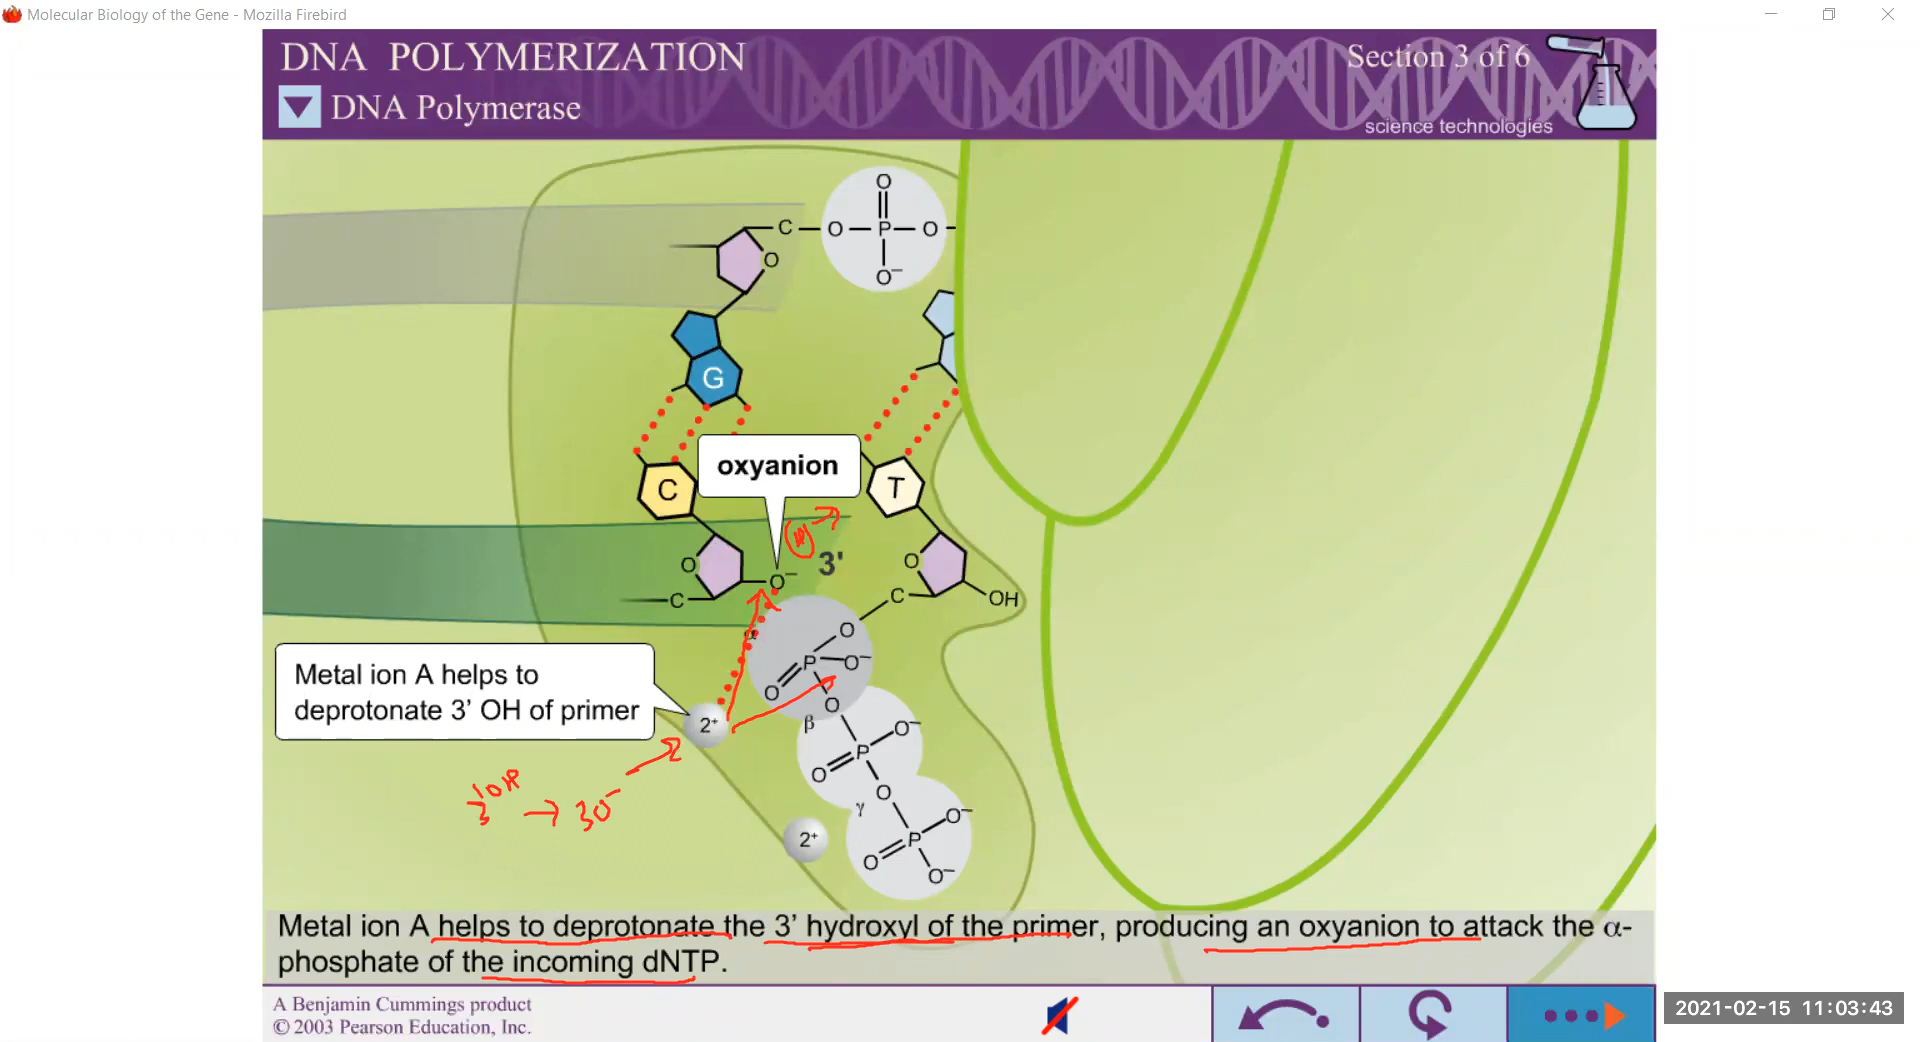 Molecular Biology of the Gene - Mozilla Firebird
DNA POLYMERIZATION
Section 3 of 6
DNA Polymerase
science technologies
O
C O P O
O
O⁻
G
oxyanion
C
T
3'
O
O⁻
O
C
C
OH
α
O
P O⁻
O
O
Metal ion A helps to
deprotonate 3' OH of primer
2⁺
β
O⁻
P
O
O
γ
O⁻
2⁺
P
O
O⁻
3'OH → 3O⁻
Metal ion A helps to deprotonate the 3' hydroxyl of the primer, producing an oxyanion to attack the α-
phosphate of the incoming dNTP.
A Benjamin Cummings product
© 2003 Pearson Education, Inc.
2021-02-15 11:03:43